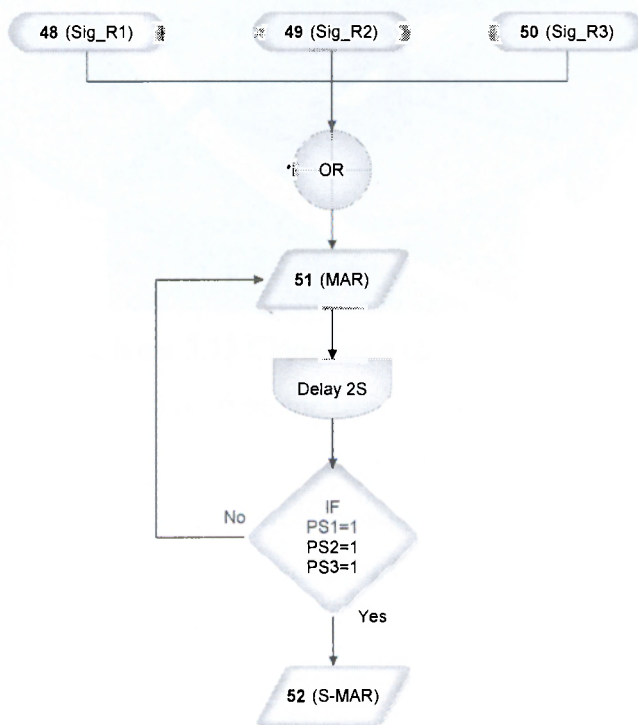 48 (Sig_R1)
49 (Sig_R2)
50 (Sig_R3)
OR
51 (MAR)
Delay 2S
IF
PS1=1
PS2=1
PS3=1
No
Yes
52 (S-MAR)